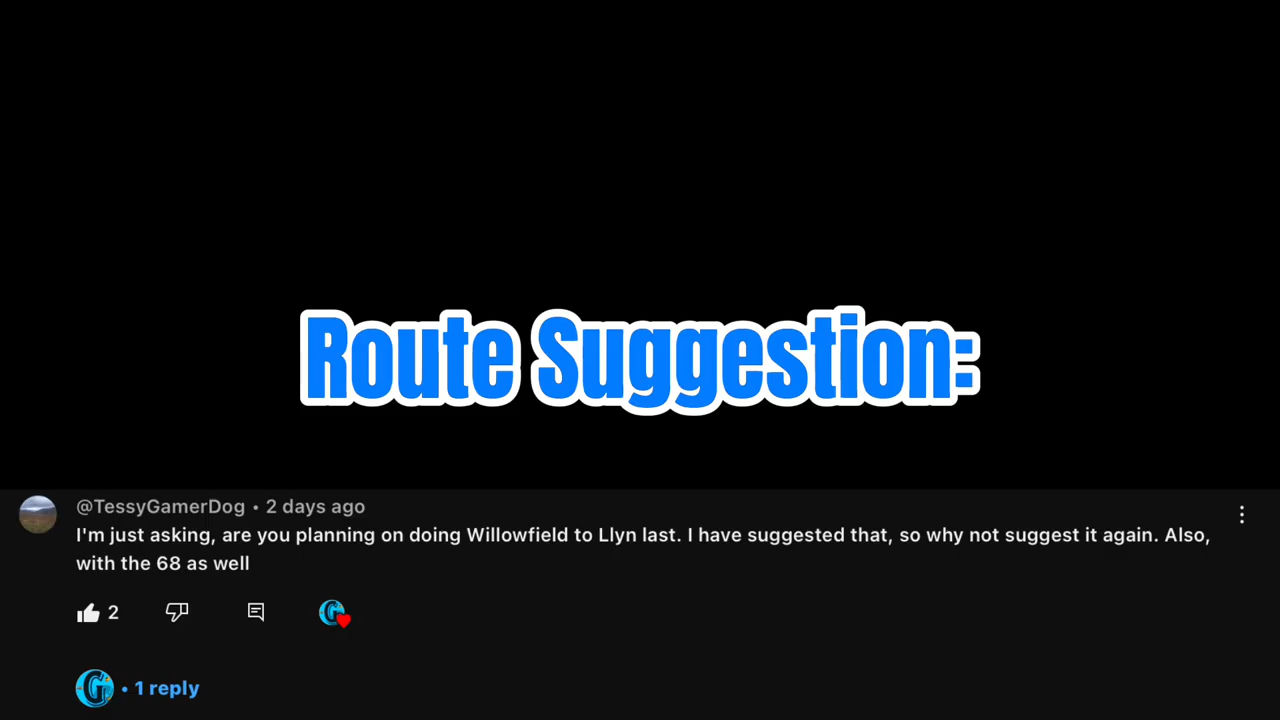 Route Suggestion:
@TessyGamerDog • 2 days ago
I'm just asking, are you planning on doing Willowfield to Llyn last. I have suggested that, so why not suggest it again. Also,
with the 68 as well
2
G
G • 1 reply